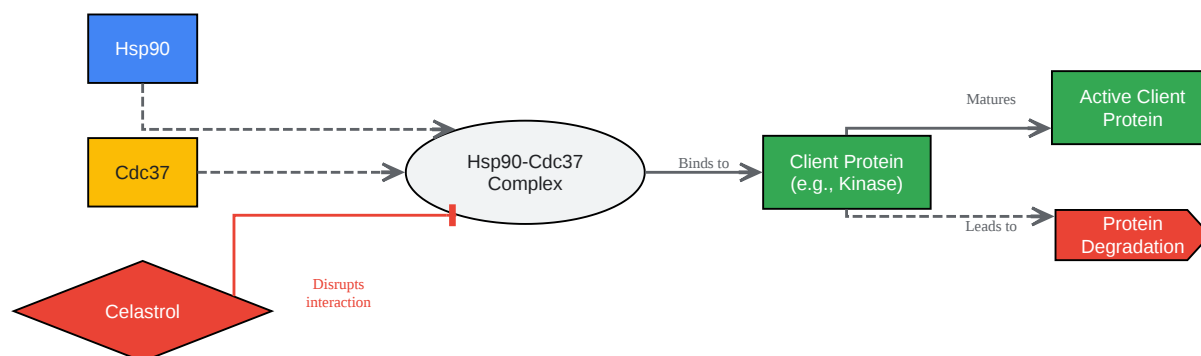 Hsp90
Cdc37
Hsp90-Cdc37
Complex
Binds to
Client Protein
(e.g., Kinase)
Matures
Active Client
Protein
Leads to
Protein
Degradation
Disrupts
interaction
Celastrol